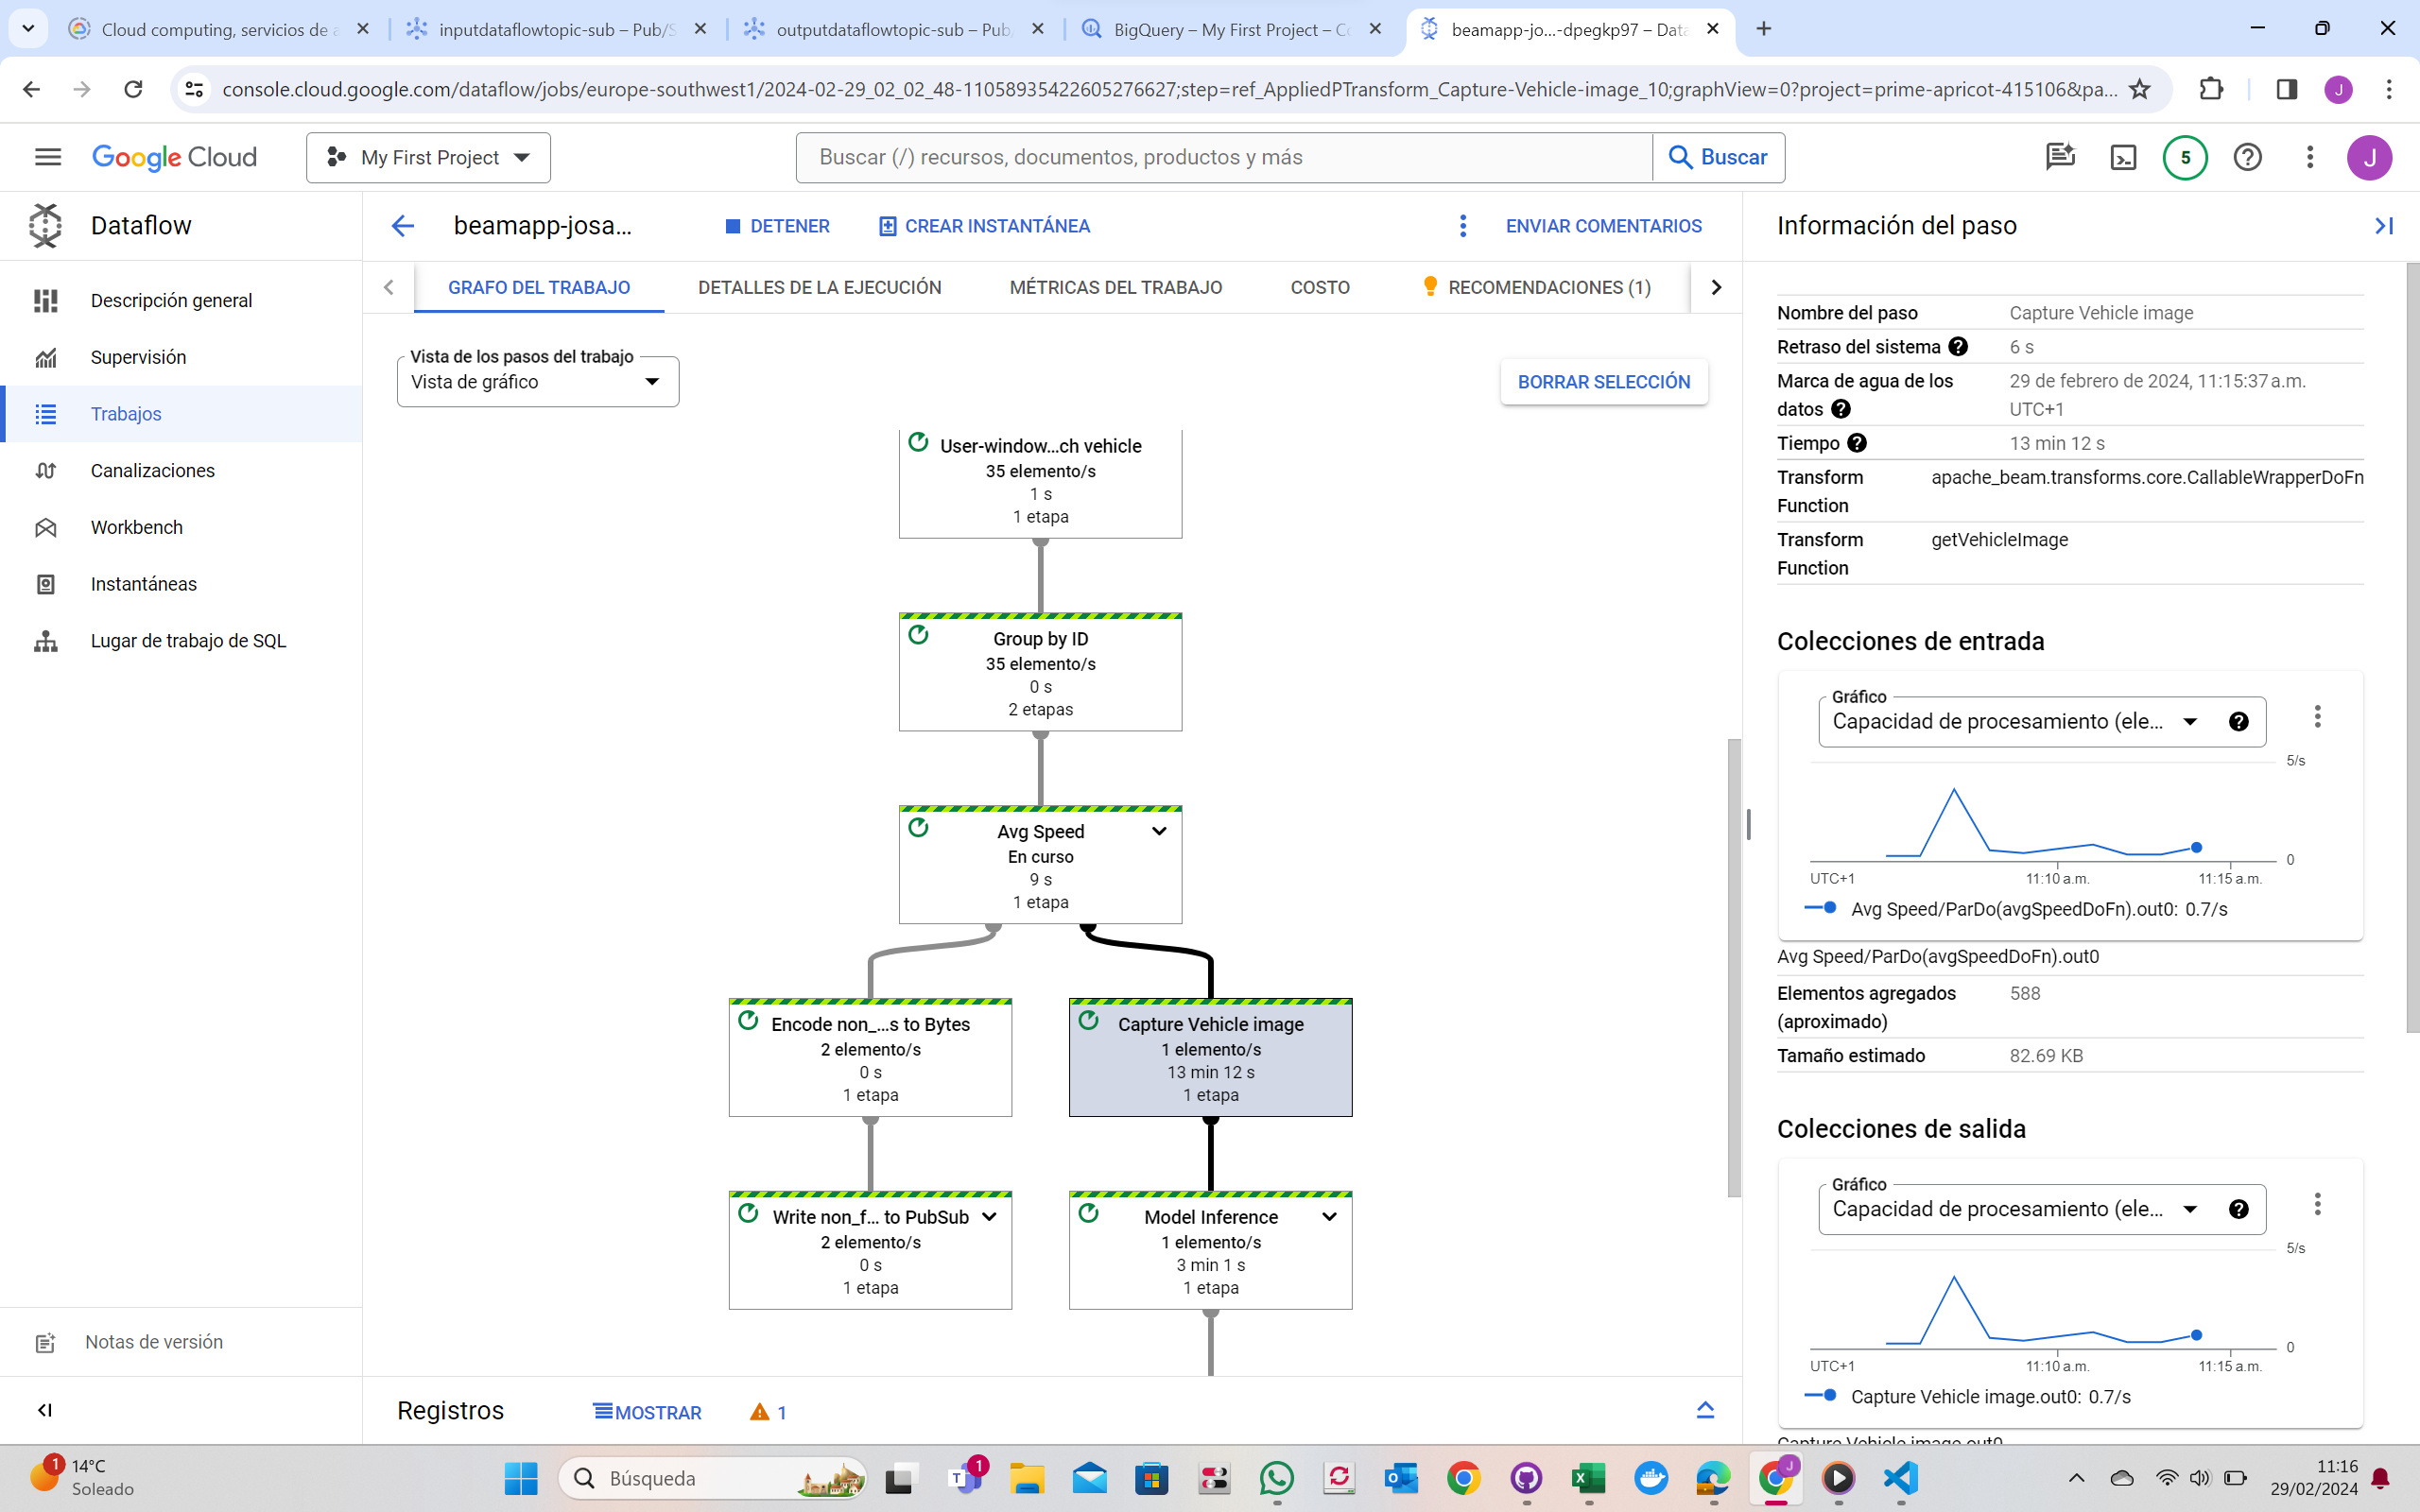 Cloud computing, servicios de a
inputdataflowtopic-sub – Pub/S
outputdataflowtopic-sub – Pub/
BigQuery – My First Project – Co
beamapp-jo...-dpegkp97 – Data
console.cloud.google.com/dataflow/jobs/europe-southwest1/2024-02-29_02_02_48-11058935422605276627;step=ref_AppliedPTransform_Capture-Vehicle-image_10;graphView=0?project=prime-apricot-415106&pa...
J
Google Cloud
My First Project
Buscar (/) recursos, documentos, productos y más
Buscar
5
J
Dataflow
beamapp-josa...
DETENER
CREAR INSTANTÁNEA
ENVIAR COMENTARIOS
Información del paso
Descripción general
Supervisión
Trabajos
Canalizaciones
Workbench
Instantáneas
Lugar de trabajo de SQL
Notas de versión
GRAFO DEL TRABAJO
DETALLES DE LA EJECUCIÓN
MÉTRICAS DEL TRABAJO
COSTO
RECOMENDACIONES (1)
Vista de los pasos del trabajo
Vista de gráfico
BORRAR SELECCIÓN
User-window...ch vehicle
35 elemento/s
1 s
1 etapa
Group by ID
35 elemento/s
0 s
2 etapas
Avg Speed
En curso
9 s
1 etapa
Encode non_...s to Bytes
2 elemento/s
0 s
1 etapa
Capture Vehicle image
1 elemento/s
13 min 12 s
1 etapa
Write non_f... to PubSub
2 elemento/s
0 s
1 etapa
Model Inference
1 elemento/s
3 min 1 s
1 etapa
Registros
MOSTRAR
1
Nombre del paso Capture Vehicle image
Retraso del sistema 6 s
Marca de agua de los 29 de febrero de 2024, 11:15:37 a.m.
datos UTC+1
Tiempo 13 min 12 s
Transform apache_beam.transforms.core.CallableWrapperDoFn
Function
Transform getVehicleImage
Function
Colecciones de entrada
Gráfico
Capacidad de procesamiento (ele...
5/s
0
UTC+1 11:10 a.m. 11:15 a.m.
Avg Speed/ParDo(avgSpeedDoFn).out0: 0.7/s
Avg Speed/ParDo(avgSpeedDoFn).out0
Elementos agregados 588
(aproximado)
Tamaño estimado 82.69 KB
Colecciones de salida
Gráfico
Capacidad de procesamiento (ele...
5/s
0
UTC+1 11:10 a.m. 11:15 a.m.
Capture Vehicle image.out0: 0.7/s
Capture Vehicle image.out0
1
14°C
Soleado
Búsqueda
1
J
11:16
29/02/2024